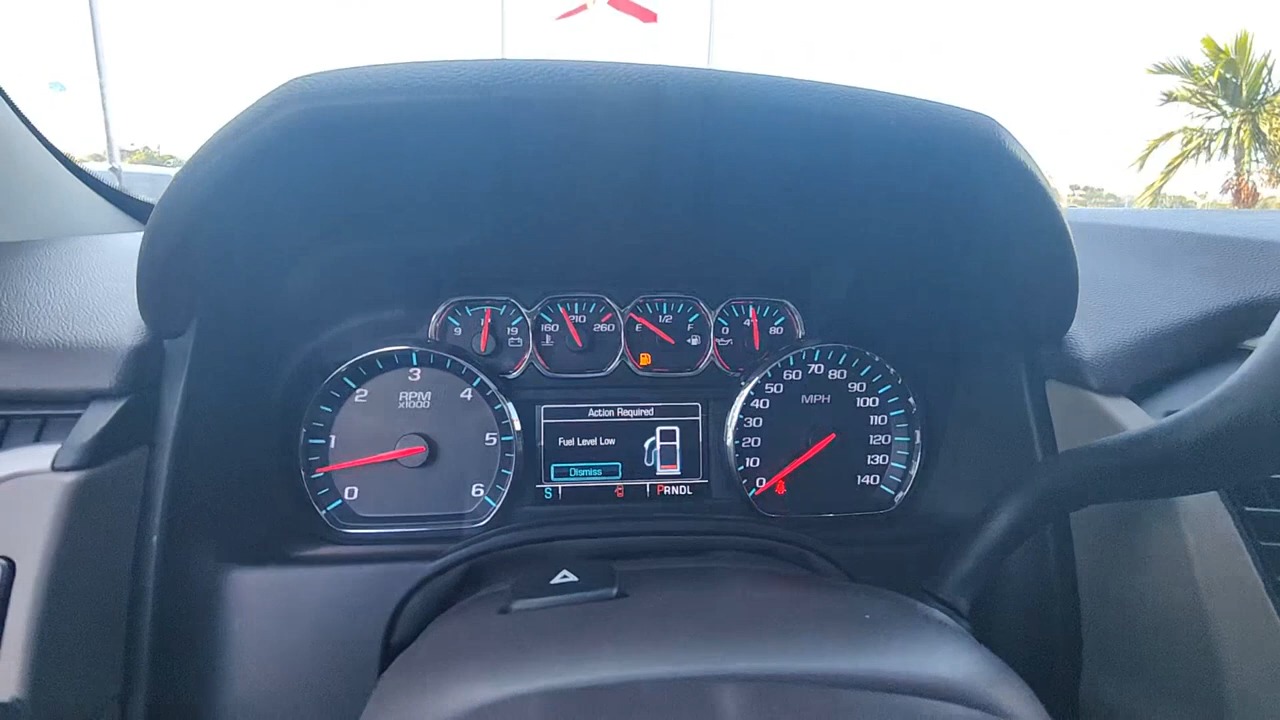 9 19
160 210 260
E 1/2 F
0 80
0 1 2 3 4 5 6
RPM
x1000
Action Required
Fuel Level Low
Dismiss
S
PRNDL
0 10 20 30 40 50 60 70 80 90 100 110 120 130 140
MPH